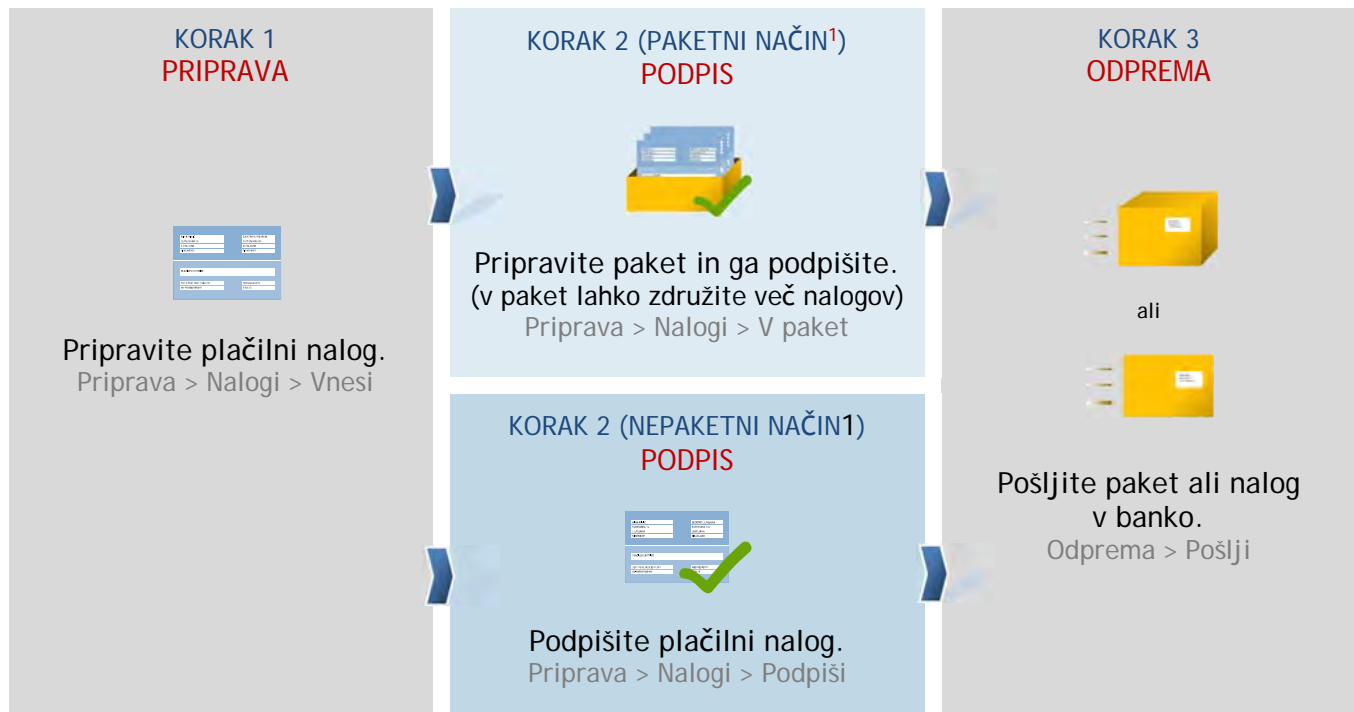 KORAK 1
PRIPRAVA
Pripravite plačilni nalog.
Priprava > Nalogi > Vnesi
KORAK 2 (PAKETNI NAČIN¹)
PODPIS
Pripravite paket in ga podpišite.
(v paket lahko združite več nalogov)
Priprava > Nalogi > V paket
KORAK 2 (NEPAKETNI NAČIN1)
PODPIS
Podpišite plačilni nalog.
Priprava > Nalogi > Podpiši
KORAK 3
ODPREMA
ali
Pošljite paket ali nalog
v banko.
Odprema > Pošlji